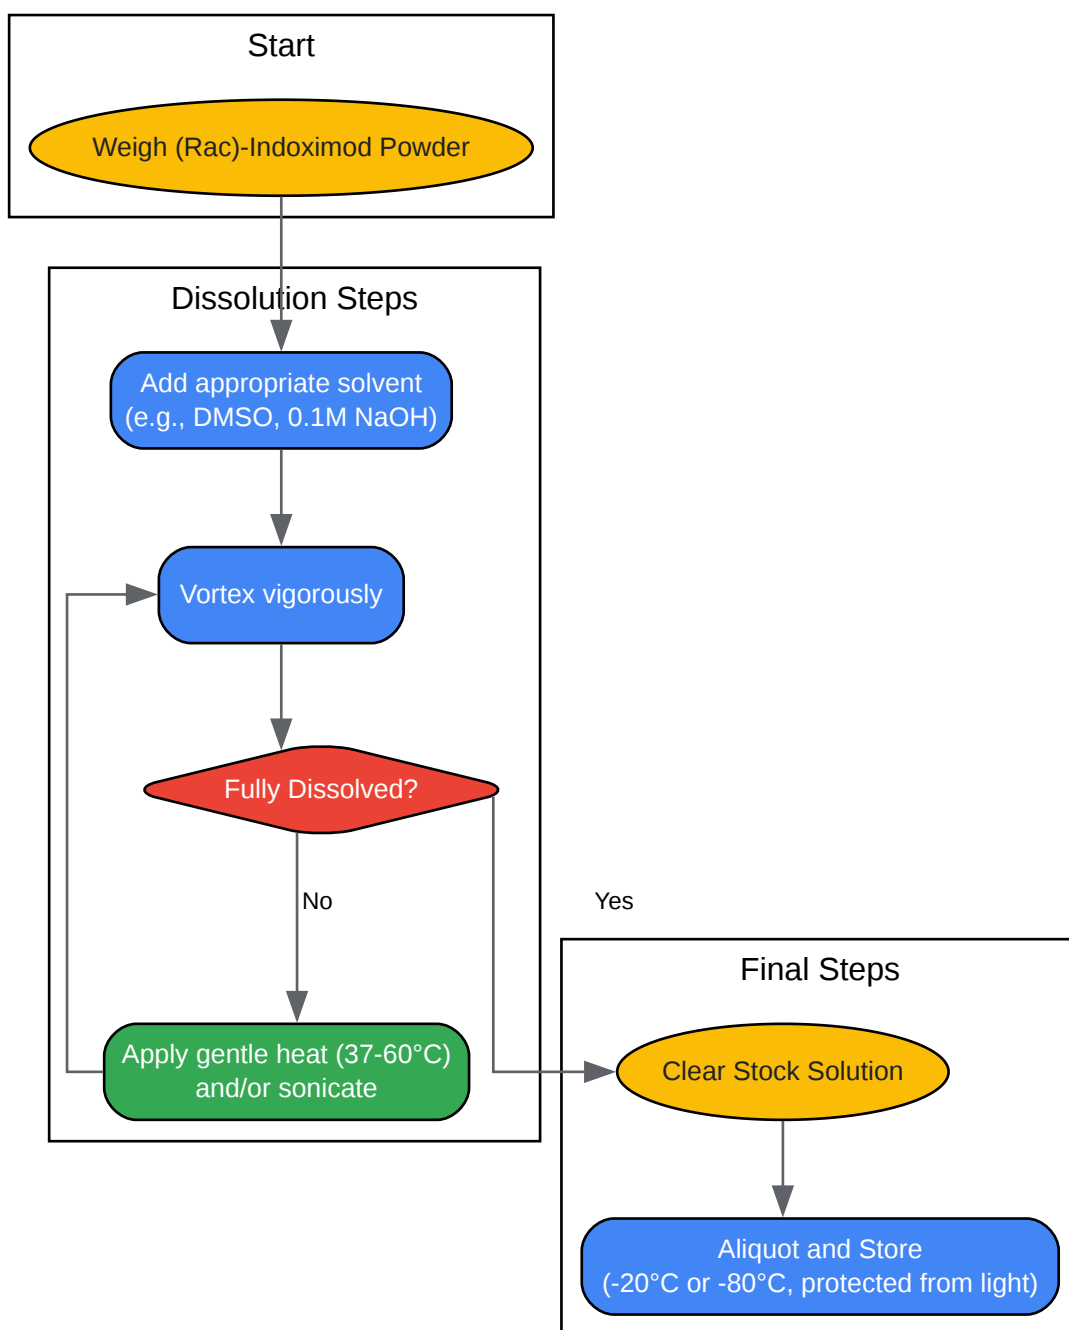 Start
Weigh (Rac)-Indoximod Powder
Dissolution Steps
Add appropriate solvent
(e.g., DMSO, 0.1M NaOH)
Vortex vigorously
Fully Dissolved?
No
Yes
Apply gentle heat (37-60°C)
and/or sonicate
Final Steps
Clear Stock Solution
Aliquot and Store
(-20°C or -80°C, protected from light)